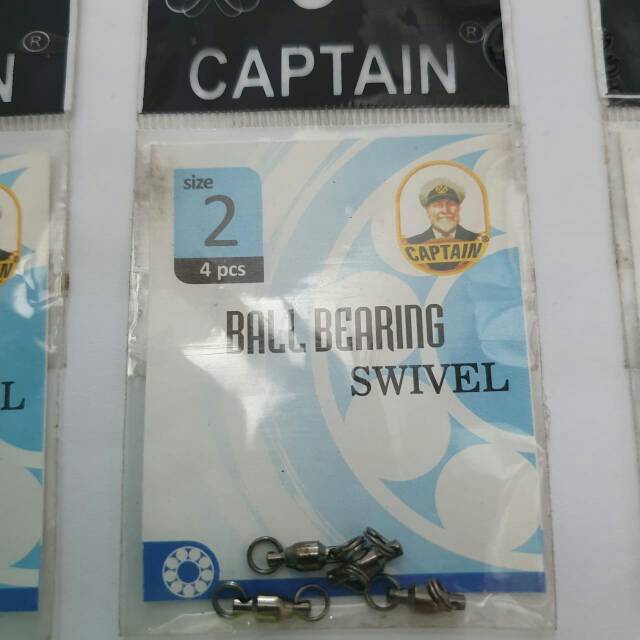 ®
N
CAPTAIN®
size
2
4 pcs
CAPTAIN®
BALL BEARING
SWIVEL
L